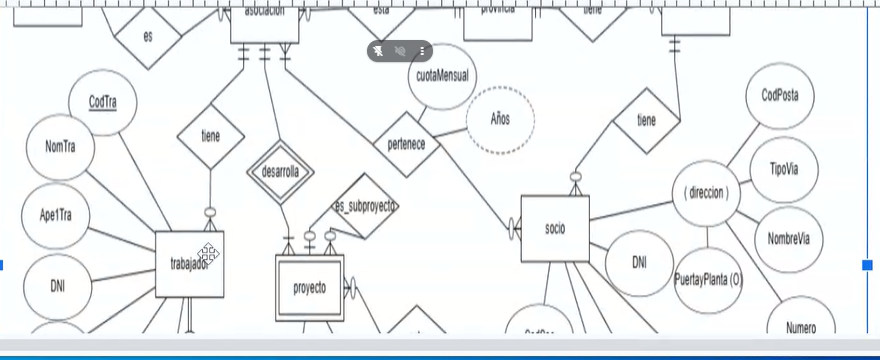 asociacion
esta
provincia
tiene
es
cuotaMensual
CodTra
CodPosta
Años
NomTra
tiene
tiene
pertenece
TipoVia
desarrolla
( direccion )
es_subproyecto
Ape1Tra
socio
NombreVia
trabajador
DNI
PuertayPlanta (O)
DNI
proyecto
Numero